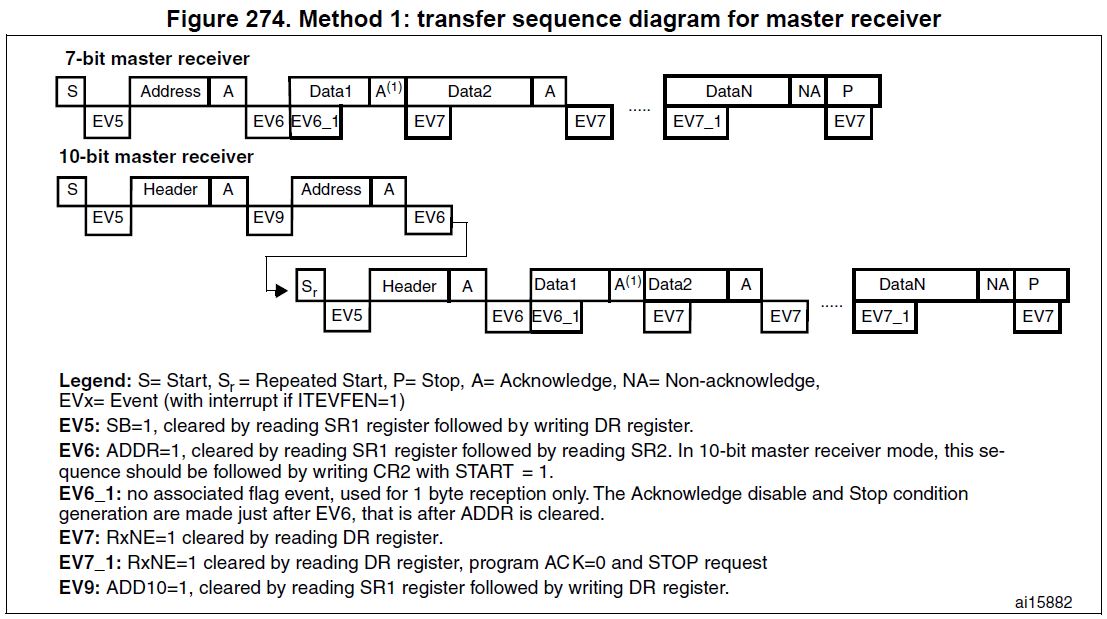 Figure 274. Method 1: transfer sequence diagram for master receiver
7-bit master receiver
S Address A Data1 A(1) Data2 A ..... DataN NA P
EV5 EV6 EV6_1 EV7 EV7 EV7_1 EV7
10-bit master receiver
S Header A Address A
EV5 EV9 EV6
Sr Header A Data1 A(1) Data2 A ..... DataN NA P
EV5 EV6 EV6_1 EV7 EV7 EV7_1 EV7
Legend: S= Start, Sr = Repeated Start, P= Stop, A= Acknowledge, NA= Non-acknowledge,
EVx= Event (with interrupt if ITEVFEN=1)
EV5: SB=1, cleared by reading SR1 register followed by writing DR register.
EV6: ADDR=1, cleared by reading SR1 register followed by reading SR2. In 10-bit master receiver mode, this se-
quence should be followed by writing CR2 with START = 1.
EV6_1: no associated flag event, used for 1 byte reception only. The Acknowledge disable and Stop condition
generation are made just after EV6, that is after ADDR is cleared.
EV7: RxNE=1 cleared by reading DR register.
EV7_1: RxNE=1 cleared by reading DR register, program ACK=0 and STOP request
EV9: ADD10=1, cleared by reading SR1 register followed by writing DR register.
ai15882